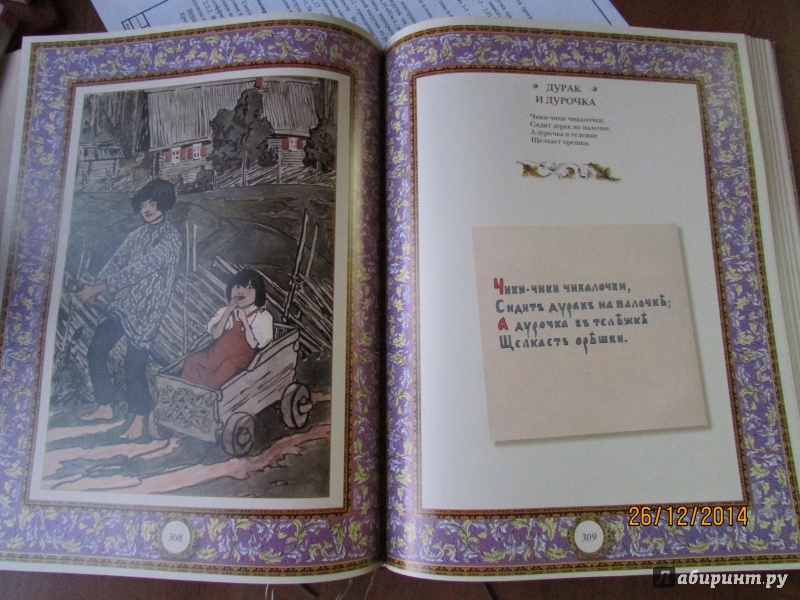 ДУРАК
И ДУРОЧКА
Чики-чики чикалочки,
Сидит дурак на палочке;
А дурочка в тележке
Щелкает орешки.
Чики-чики чикалочки,
Сидитъ дуракъ на палочкѣ;
А дурочка въ телѣжкѣ
Щелкаетъ орѣшки.
308
309
26/12/2014
Лабиринт.ру